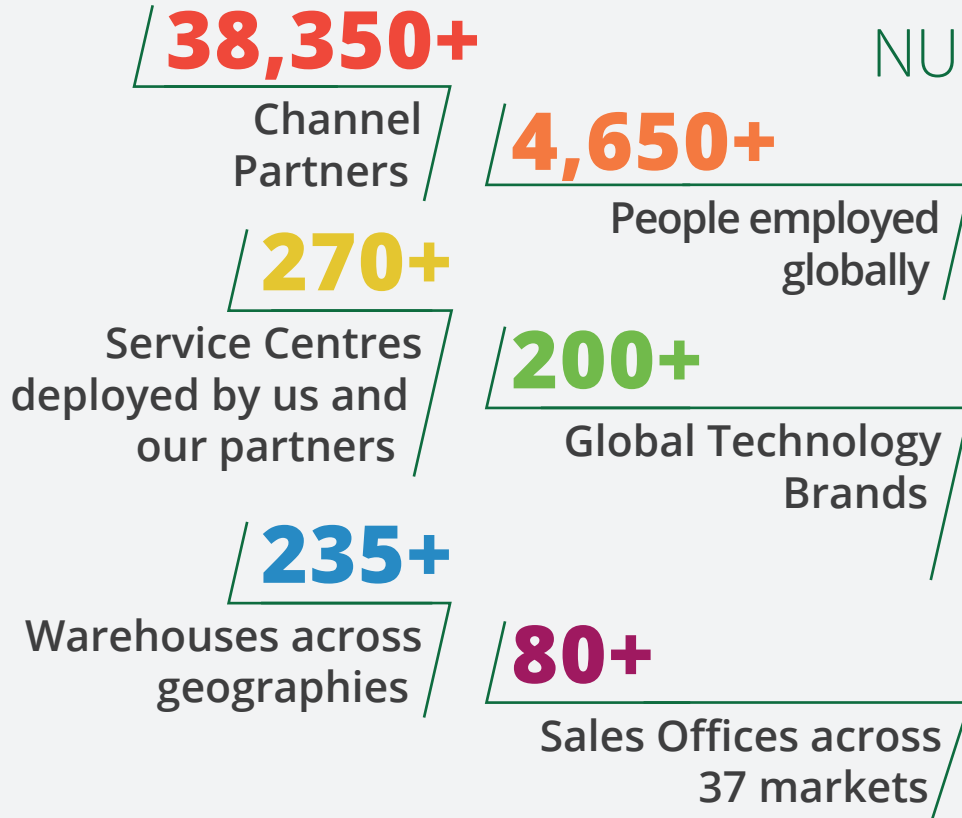 38,350+
Channel
Partners
NU
4,650+
People employed
globally
270+
Service Centres
deployed by us and
our partners
200+
Global Technology
Brands
235+
Warehouses across
geographies
80+
Sales Offices across
37 markets